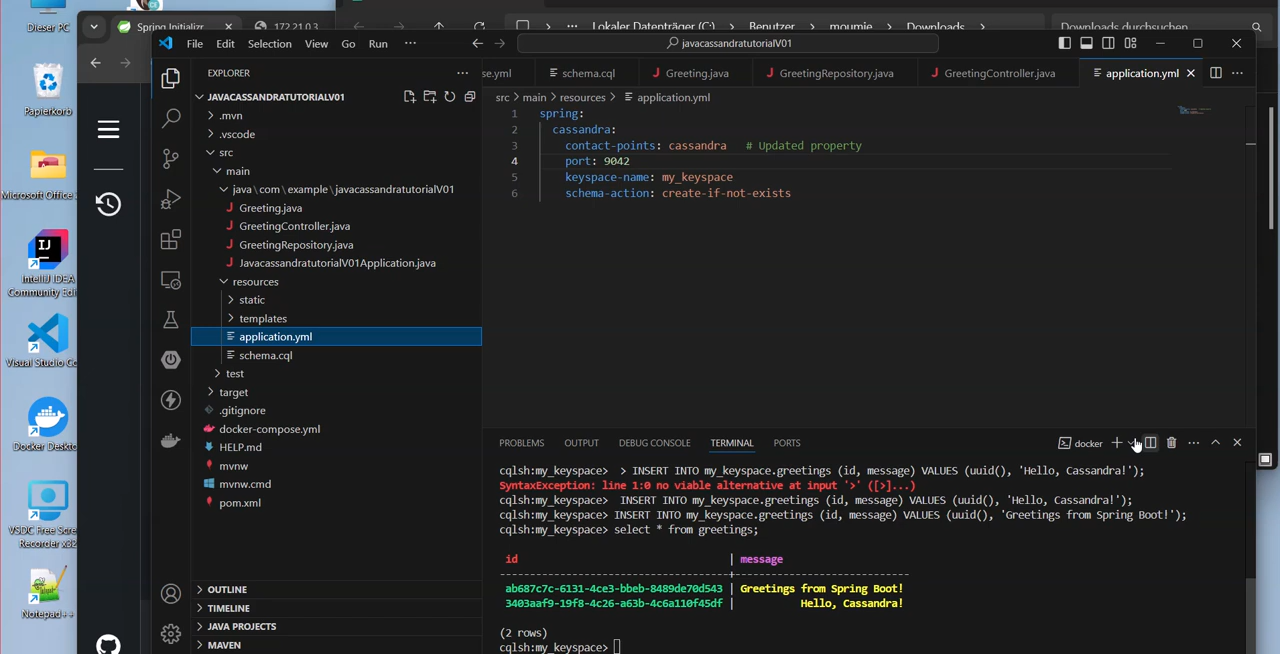 Dieser PC
Papierkorb
Microsoft Office
IntelliJ IDEA
Community Edi
Visual Studio Co
Docker Deskto
VSDC Free Scre
Recorder x32
Notepad++
Spring Initializr
172.21.0.3
Lokaler Datenträger (C:) > Benutzer > moumie > Downloads >
Downloads durchsuchen
File Edit Selection View Go Run ···
javacassandratutorialV01
EXPLORER
JAVACASSANDRATUTORIALV01
.mvn
.vscode
src
main
java\com\example\javacassandratutorialV01
Greeting.java
GreetingController.java
GreetingRepository.java
JavacassandratutorialV01Application.java
resources
static
templates
application.yml
schema.cql
test
target
.gitignore
docker-compose.yml
HELP.md
mvnw
mvnw.cmd
pom.xml
OUTLINE
TIMELINE
JAVA PROJECTS
MAVEN
se.yml schema.cql Greeting.java GreetingRepository.java GreetingController.java application.yml
src > main > resources > application.yml
1 spring:
2 cassandra:
3 contact-points: cassandra # Updated property
4 port: 9042
5 keyspace-name: my_keyspace
6 schema-action: create-if-not-exists
PROBLEMS OUTPUT DEBUG CONSOLE TERMINAL PORTS
docker
cqlsh:my_keyspace> > INSERT INTO my_keyspace.greetings (id, message) VALUES (uuid(), 'Hello, Cassandra!');
SyntaxException: line 1:0 no viable alternative at input '>' ([>]...)
cqlsh:my_keyspace> INSERT INTO my_keyspace.greetings (id, message) VALUES (uuid(), 'Hello, Cassandra!');
cqlsh:my_keyspace> INSERT INTO my_keyspace.greetings (id, message) VALUES (uuid(), 'Greetings from Spring Boot!');
cqlsh:my_keyspace> select * from greetings;
id | message
--------------------------------------+-----------------------------
ab687c7c-6131-4ce3-bbeb-8489de70d543 | Greetings from Spring Boot!
3403aaf9-19f8-4c26-a63b-4c6a110f45df | Hello, Cassandra!
(2 rows)
cqlsh:my_keyspace>